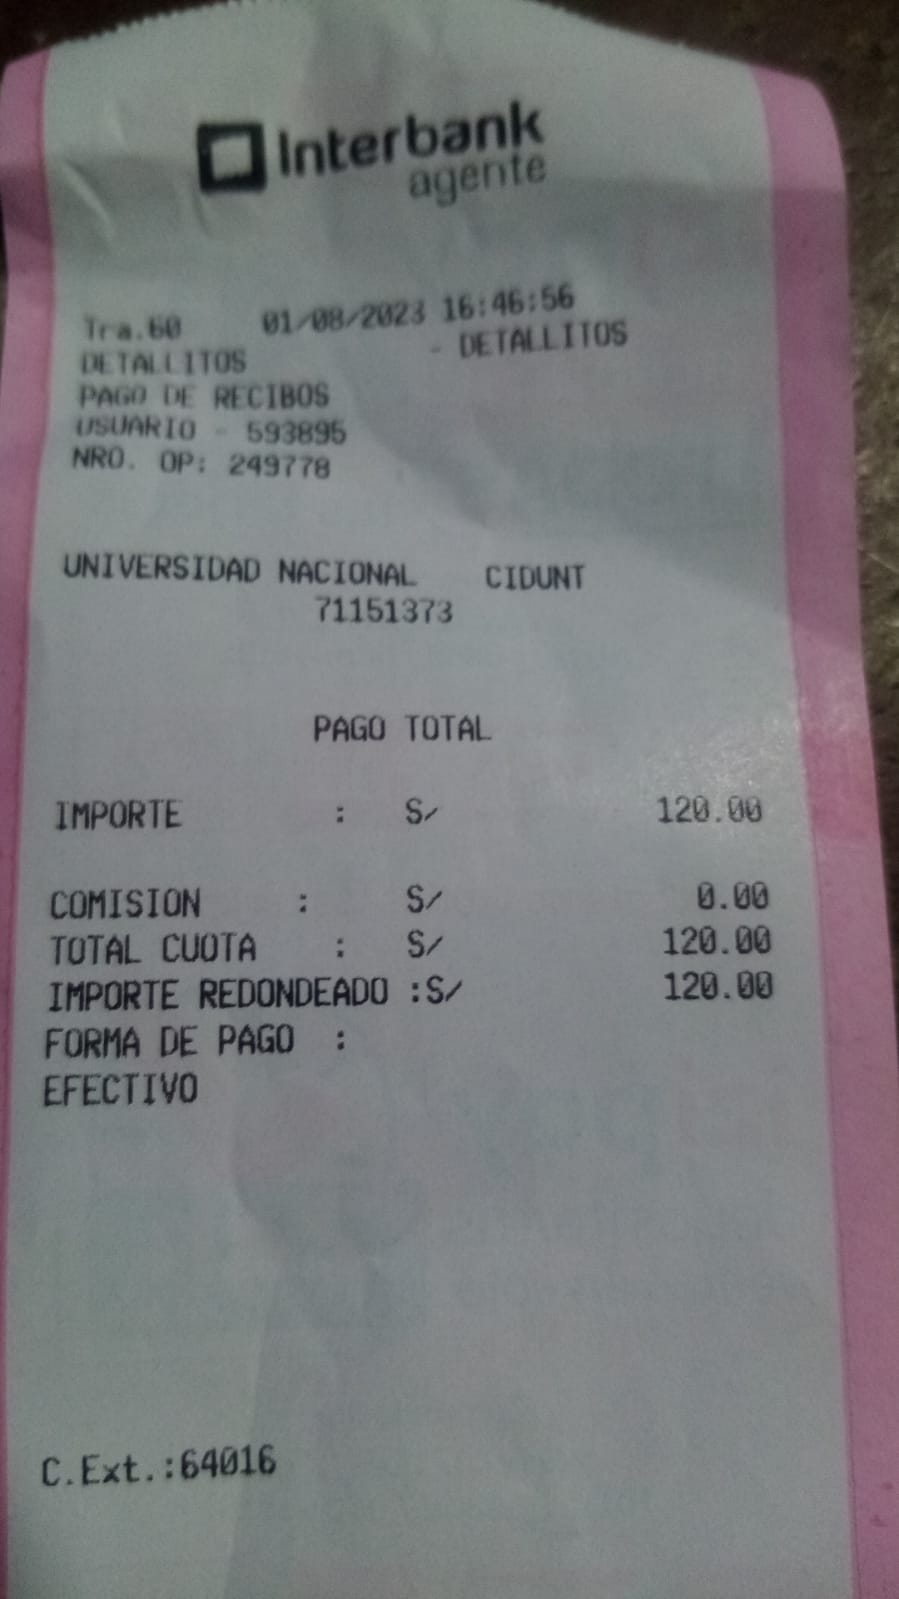 Interbank
agente
Tra.60 01/08/2023 16:46:56
DETALLITOS - DETALLITOS
PAGO DE RECIBOS
USUARIO - 593895
NRO. OP: 249778
UNIVERSIDAD NACIONAL CIDUNT
71151373
PAGO TOTAL
IMPORTE : S/ 120.00
COMISION : S/ 0.00
TOTAL CUOTA : S/ 120.00
IMPORTE REDONDEADO :S/ 120.00
FORMA DE PAGO :
EFECTIVO
C.Ext.:64016